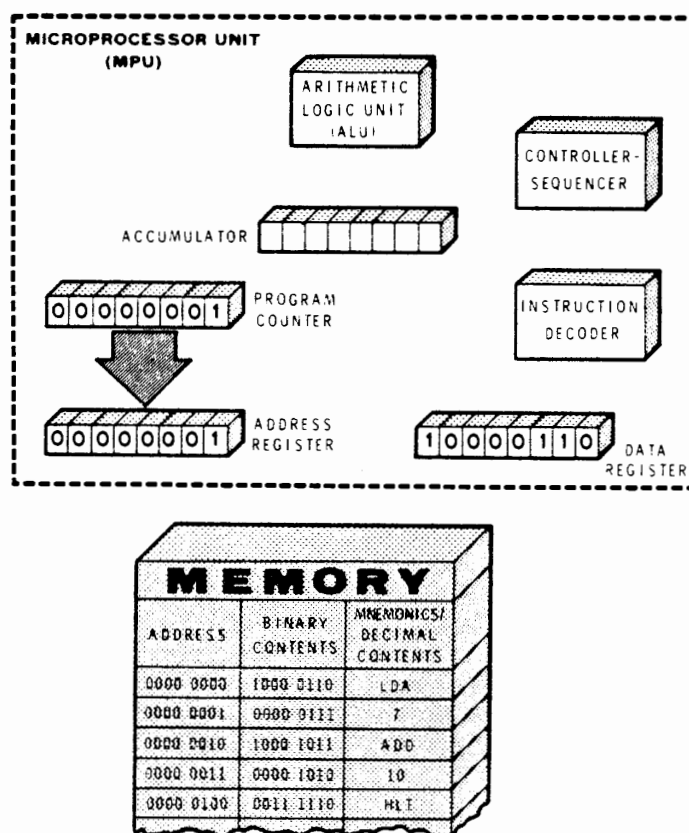 MICROPROCESSOR UNIT
(MPU)
ARITHMETIC
LOGIC UNIT
(ALU)
CONTROLLER-
SEQUENCER
ACCUMULATOR
0 0 0 0 0 0 0 1
PROGRAM
COUNTER
INSTRUCTION
DECODER
0 0 0 0 0 0 0 1
ADDRESS
REGISTER
1 0 0 0 0 1 1 0
DATA
REGISTER
MEMORY
ADDRESS
BINARY
CONTENTS
MNEMONICS/
DECIMAL
CONTENTS
0000 0000 1000 0110 LDA
0000 0001 0000 0111 7
0000 0010 1000 1011 ADD
0000 0011 0000 1010 10
0000 0100 0011 1110 HLT